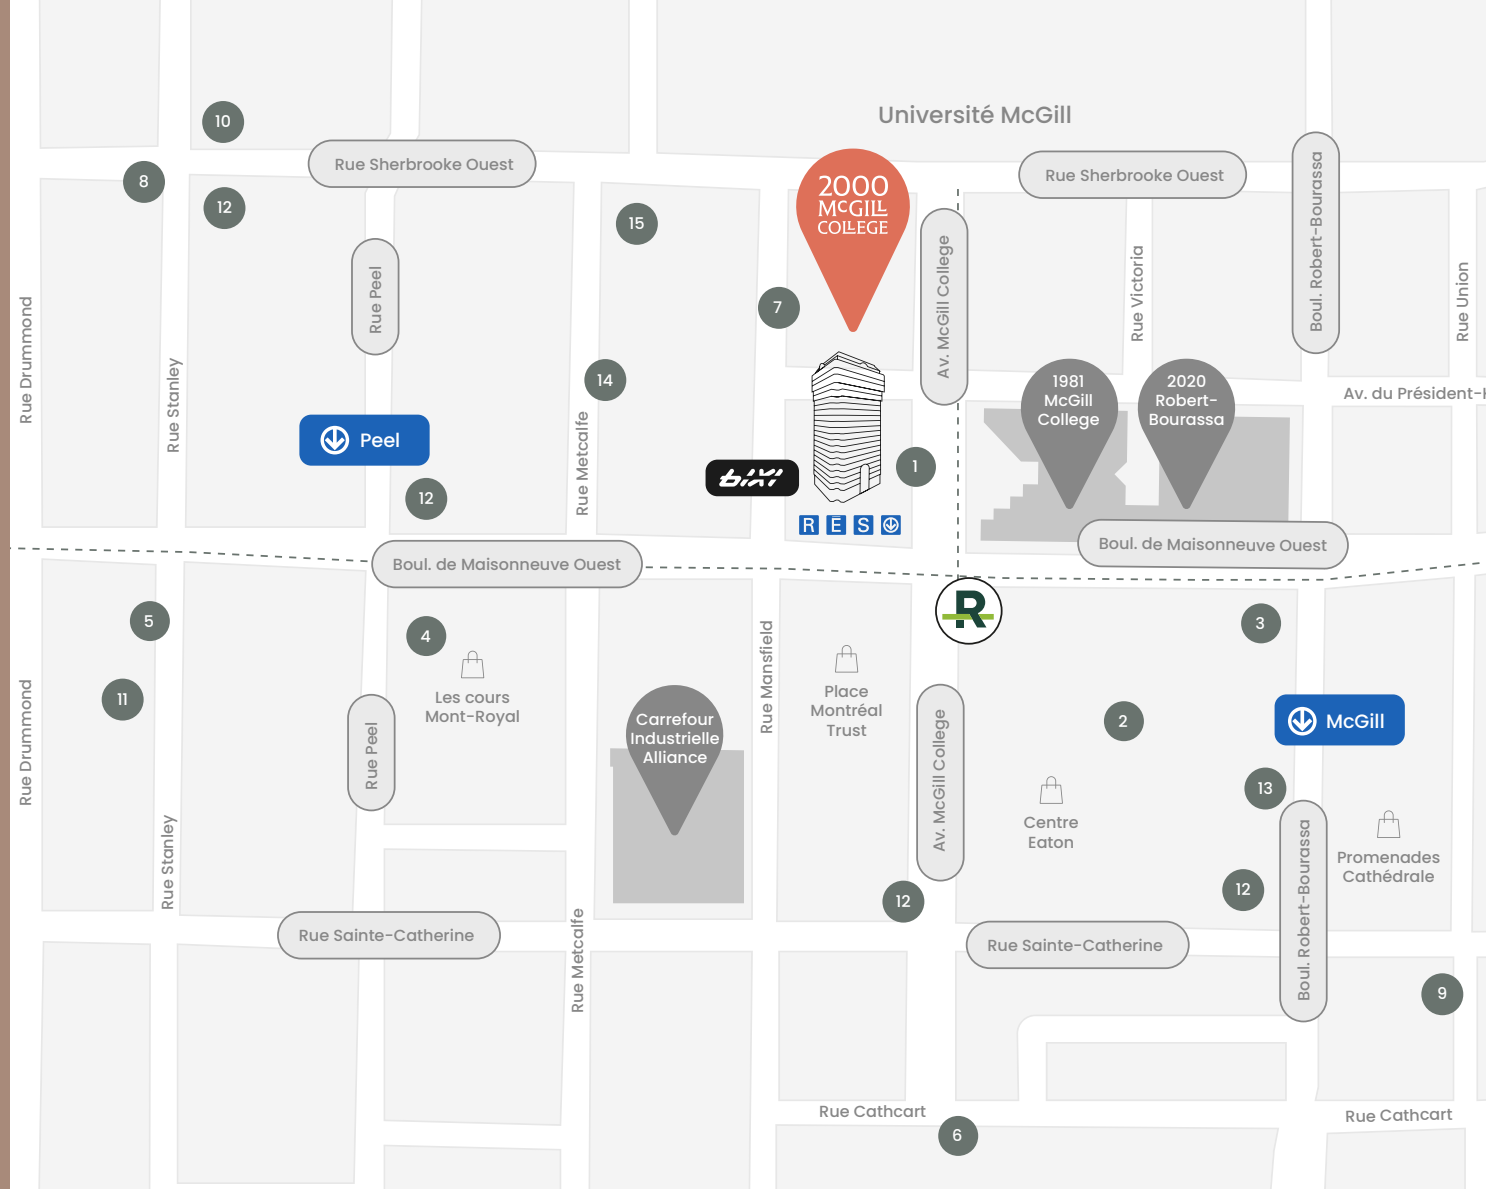 Université McGill
10
Rue Sherbrooke Ouest
Rue Sherbrooke Ouest
8
12
2000
McGILL
COLLEGE
15
Rue Peel
Av. McGill College
Rue Victoria
Boul. Robert-Bourassa
Rue Union
7
Rue Drummond
Rue Stanley
14
1981
McGill
College
2020
Robert-
Bourassa
Av. du Président-
Peel
Rue Metcalfe
bixi
1
12
R É S
Boul. de Maisonneuve Ouest
Boul. de Maisonneuve Ouest
R
5
4
3
11
Les cours
Mont-Royal
Rue Mansfield
Place
Montréal
Trust
2
McGill
Carrefour
Industrielle
Alliance
Rue Drummond
Rue Peel
Av. McGill College
13
Centre
Eaton
Promenades
Cathédrale
Rue Stanley
12
12
Boul. Robert-Bourassa
Rue Sainte-Catherine
Rue Sainte-Catherine
Rue Metcalfe
9
Rue Cathcart
Rue Cathcart
6